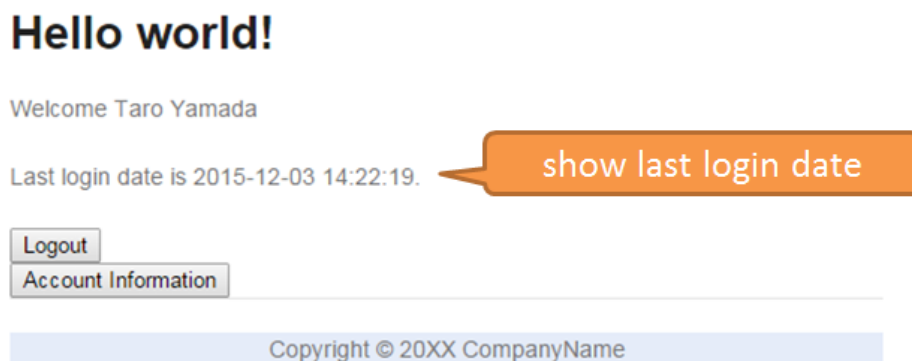 Hello world!
Welcome Taro Yamada
Last login date is 2015-12-03 14:22:19.
show last login date
Logout
Account Information
Copyright © 20XX CompanyName